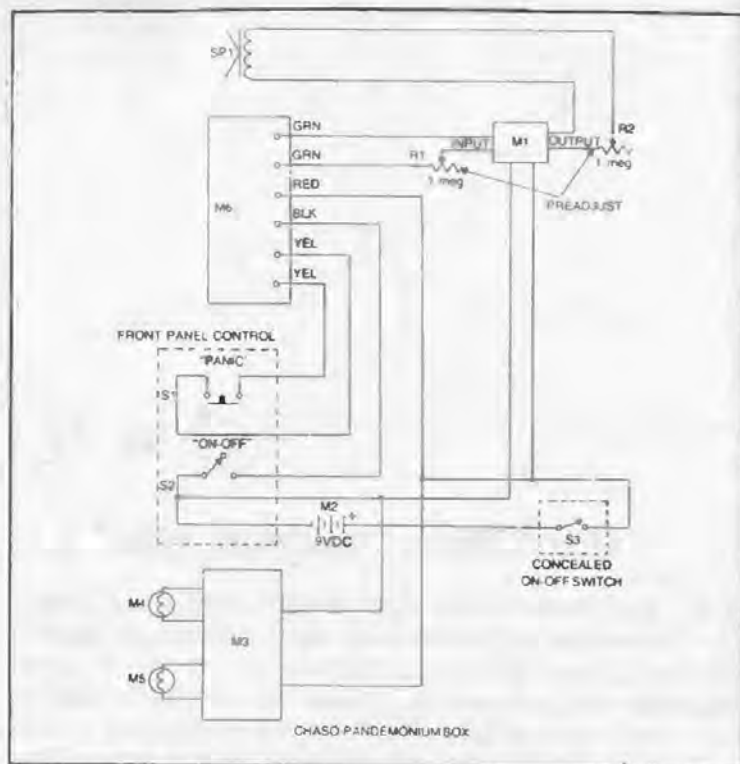 SP1
GRN
M1
R2
INPUT
OUTPUT
GRN
R1
1 meg
1 meg
RED
PREADJUST
M6
BLK
YEL
YEL
FRONT PANEL CONTROL
"PANIC"
S1
"ON-OFF"
S2
M2
+
9VDC
S3
CONCEALED
ON-OFF SWITCH
M4
M3
M5
CHASO-PANDEMONIUM BOX